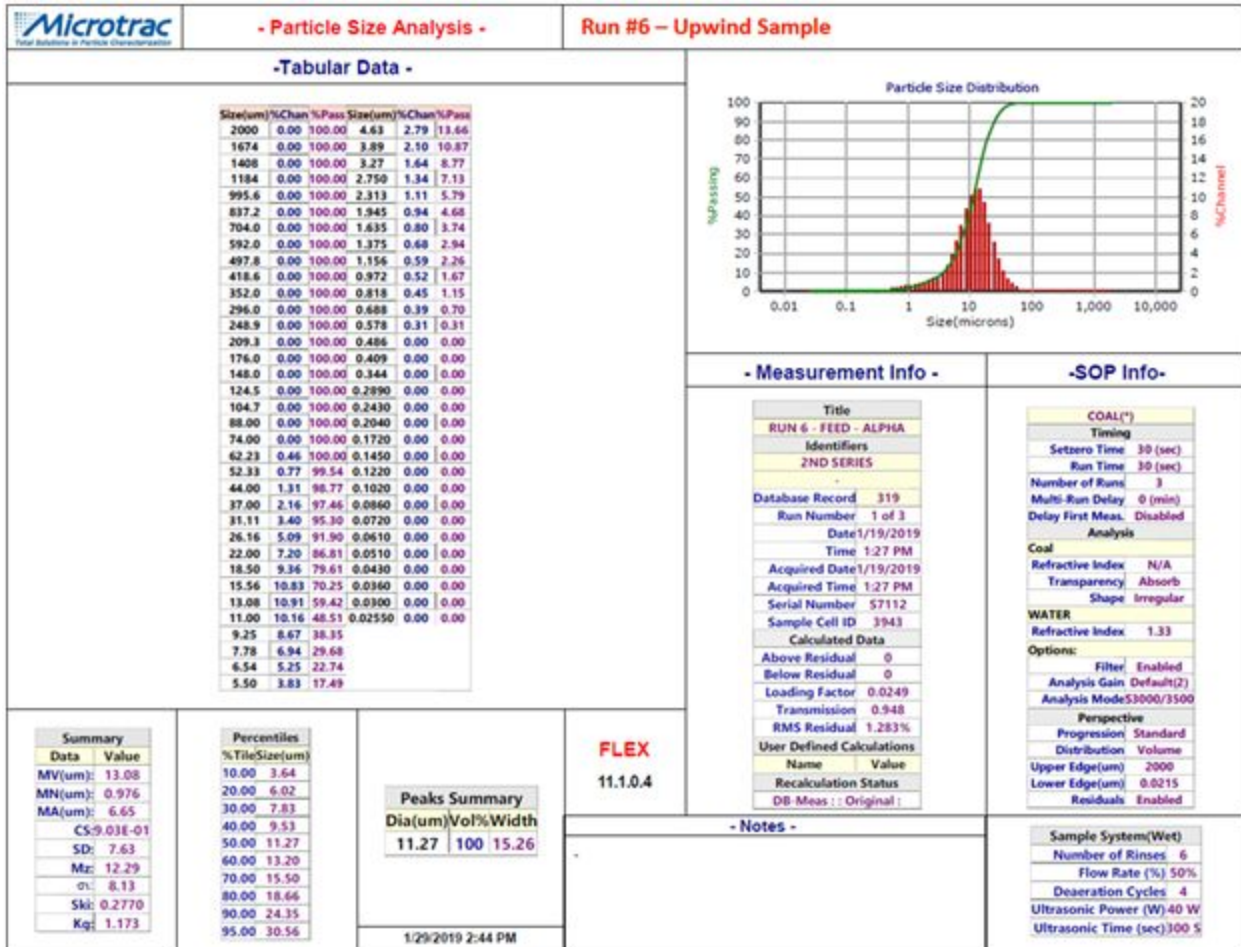 Microtrac
Total Solutions in Particle Characterization
- Particle Size Analysis -
Run #6 – Upwind Sample
-Tabular Data -
Size(um) %Chan %Pass Size(um) %Chan %Pass
2000 0.00 100.00 4.63 2.79 13.66
1674 0.00 100.00 3.89 2.10 10.87
1408 0.00 100.00 3.27 1.64 8.77
1184 0.00 100.00 2.750 1.34 7.13
995.6 0.00 100.00 2.313 1.11 5.79
837.2 0.00 100.00 1.945 0.94 4.68
704.0 0.00 100.00 1.635 0.80 3.74
592.0 0.00 100.00 1.375 0.68 2.94
497.8 0.00 100.00 1.156 0.59 2.26
418.6 0.00 100.00 0.972 0.52 1.67
352.0 0.00 100.00 0.818 0.45 1.15
296.0 0.00 100.00 0.688 0.39 0.70
248.9 0.00 100.00 0.578 0.31 0.31
209.3 0.00 100.00 0.486 0.00 0.00
176.0 0.00 100.00 0.409 0.00 0.00
148.0 0.00 100.00 0.344 0.00 0.00
124.5 0.00 100.00 0.2890 0.00 0.00
104.7 0.00 100.00 0.2430 0.00 0.00
88.00 0.00 100.00 0.2040 0.00 0.00
74.00 0.00 100.00 0.1720 0.00 0.00
62.23 0.46 100.00 0.1450 0.00 0.00
52.33 0.77 99.54 0.1220 0.00 0.00
44.00 1.31 98.77 0.1020 0.00 0.00
37.00 2.16 97.46 0.0860 0.00 0.00
31.11 3.40 95.30 0.0720 0.00 0.00
26.16 5.09 91.90 0.0610 0.00 0.00
22.00 7.20 86.81 0.0510 0.00 0.00
18.50 9.36 79.61 0.0430 0.00 0.00
15.56 10.83 70.25 0.0360 0.00 0.00
13.08 10.91 59.42 0.0300 0.00 0.00
11.00 10.16 48.51 0.02550 0.00 0.00
9.25 8.67 38.35
7.78 6.94 29.68
6.54 5.25 22.74
5.50 3.83 17.49
Particle Size Distribution
%Passing
100
90
80
70
60
50
40
30
20
10
0
20
18
16
14
12
10
8
6
4
2
0
%Channel
0.01 0.1 1 10 100 1,000 10,000
Size(microns)
- Measurement Info -
Title
RUN 6 - FEED - ALPHA
Identifiers
2ND SERIES
.
Database Record 319
Run Number 1 of 3
Date 1/19/2019
Time 1:27 PM
Acquired Date 1/19/2019
Acquired Time 1:27 PM
Serial Number S7112
Sample Cell ID 3943
Calculated Data
Above Residual 0
Below Residual 0
Loading Factor 0.0249
Transmission 0.948
RMS Residual 1.283%
User Defined Calculations
Name Value
Recalculation Status
DB-Meas : : Original :
-SOP Info-
COAL(*)
Timing
Setzero Time 30 (sec)
Run Time 30 (sec)
Number of Runs 3
Multi-Run Delay 0 (min)
Delay First Meas. Disabled
Analysis
Coal
Refractive Index N/A
Transparency Absorb
Shape Irregular
WATER
Refractive Index 1.33
Options:
Filter Enabled
Analysis Gain Default(2)
Analysis Mode S3000/3500
Perspective
Progression Standard
Distribution Volume
Upper Edge(um) 2000
Lower Edge(um) 0.0215
Residuals Enabled
Summary
Data Value
MV(um): 13.08
MN(um): 0.976
MA(um): 6.65
CS: 9.03E-01
SD: 7.63
Mz: 12.29
σ1: 8.13
Ski: 0.2770
Kg: 1.173
Percentiles
%Tile Size(um)
10.00 3.64
20.00 6.02
30.00 7.83
40.00 9.53
50.00 11.27
60.00 13.20
70.00 15.50
80.00 18.66
90.00 24.35
95.00 30.56
Peaks Summary
Dia(um) Vol% Width
11.27 100 15.26
1/29/2019 2:44 PM
FLEX
11.1.0.4
- Notes -
.
Sample System(Wet)
Number of Rinses 6
Flow Rate (%) 50%
Deaeration Cycles 4
Ultrasonic Power (W) 40 W
Ultrasonic Time (sec) 300 S